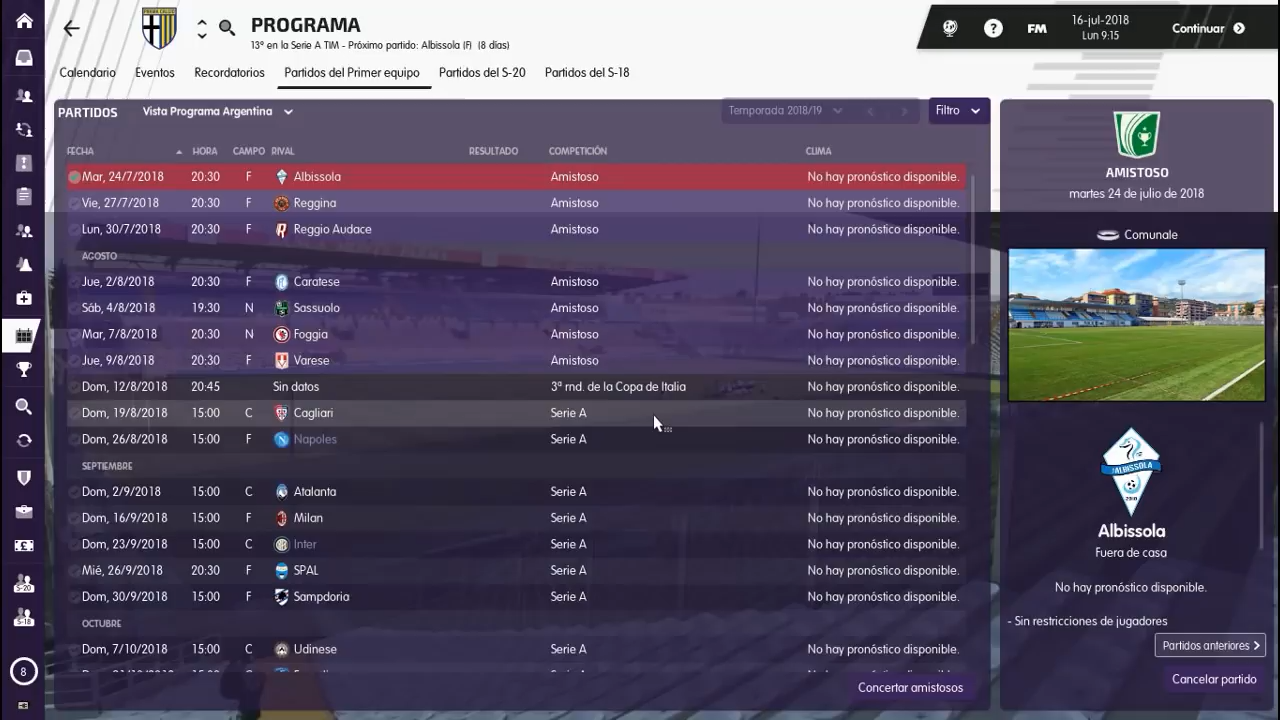 PROGRAMA
13º en la Serie A TIM - Próximo partido: Albissola (F) (8 días)
FM
16-jul-2018
Lun 9:15
Continuar
Calendario Eventos Recordatorios Partidos del Primer equipo Partidos del S-20 Partidos del S-18
PARTIDOS Vista Programa Argentina Temporada 2018/19 Filtro
FECHA HORA CAMPO RIVAL RESULTADO COMPETICIÓN CLIMA
Mar, 24/7/2018 20:30 F Albissola Amistoso No hay pronóstico disponible.
Vie, 27/7/2018 20:30 F Reggina Amistoso No hay pronóstico disponible.
Lun, 30/7/2018 20:30 F Reggio Audace Amistoso No hay pronóstico disponible.
AGOSTO
Jue, 2/8/2018 20:30 F Caratese Amistoso No hay pronóstico disponible.
Sáb, 4/8/2018 19:30 N Sassuolo Amistoso No hay pronóstico disponible.
Mar, 7/8/2018 20:30 N Foggia Amistoso No hay pronóstico disponible.
Jue, 9/8/2018 20:30 F Varese Amistoso No hay pronóstico disponible.
Dom, 12/8/2018 20:45 Sin datos 3ª rnd. de la Copa de Italia No hay pronóstico disponible.
Dom, 19/8/2018 15:00 C Cagliari Serie A No hay pronóstico disponible.
Dom, 26/8/2018 15:00 F Napoles Serie A No hay pronóstico disponible.
SEPTIEMBRE
Dom, 2/9/2018 15:00 C Atalanta Serie A No hay pronóstico disponible.
Dom, 16/9/2018 15:00 F Milan Serie A No hay pronóstico disponible.
Dom, 23/9/2018 15:00 C Inter Serie A No hay pronóstico disponible.
Mié, 26/9/2018 20:30 F SPAL Serie A No hay pronóstico disponible.
Dom, 30/9/2018 15:00 F Sampdoria Serie A No hay pronóstico disponible.
OCTUBRE
Dom, 7/10/2018 15:00 C Udinese Serie A No hay pronóstico disponible.
Concertar amistosos
AMISTOSO
martes 24 de julio de 2018
Comunale
ALBISSOLA
2010
Albissola
Fuera de casa
No hay pronóstico disponible.
- Sin restricciones de jugadores
Partidos anteriores
Cancelar partido
S-20
S-18
8